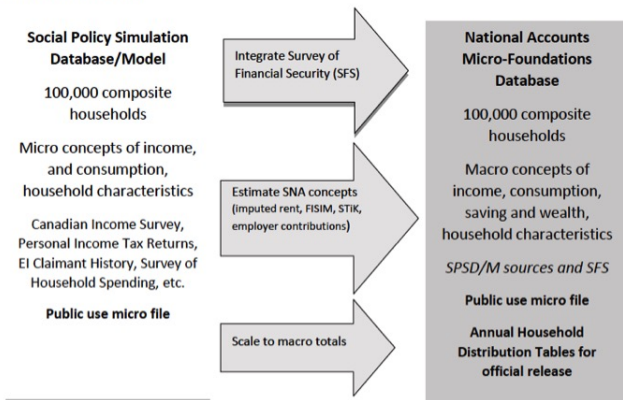 Social Policy Simulation
Database/Model
100,000 composite
households
Micro concepts of income,
and consumption,
household characteristics
Canadian Income Survey,
Personal Income Tax Returns,
EI Claimant History, Survey of
Household Spending, etc.
Public use micro file
Integrate Survey of
Financial Security (SFS)
Estimate SNA concepts
(imputed rent, FISIM, STiK,
employer contributions)
Scale to macro totals
National Accounts
Micro-Foundations
Database
100,000 composite
households
Macro concepts of
income, consumption,
saving and wealth,
household characteristics
SPSD/M sources and SFS
Public use micro file
Annual Household
Distribution Tables for
official release